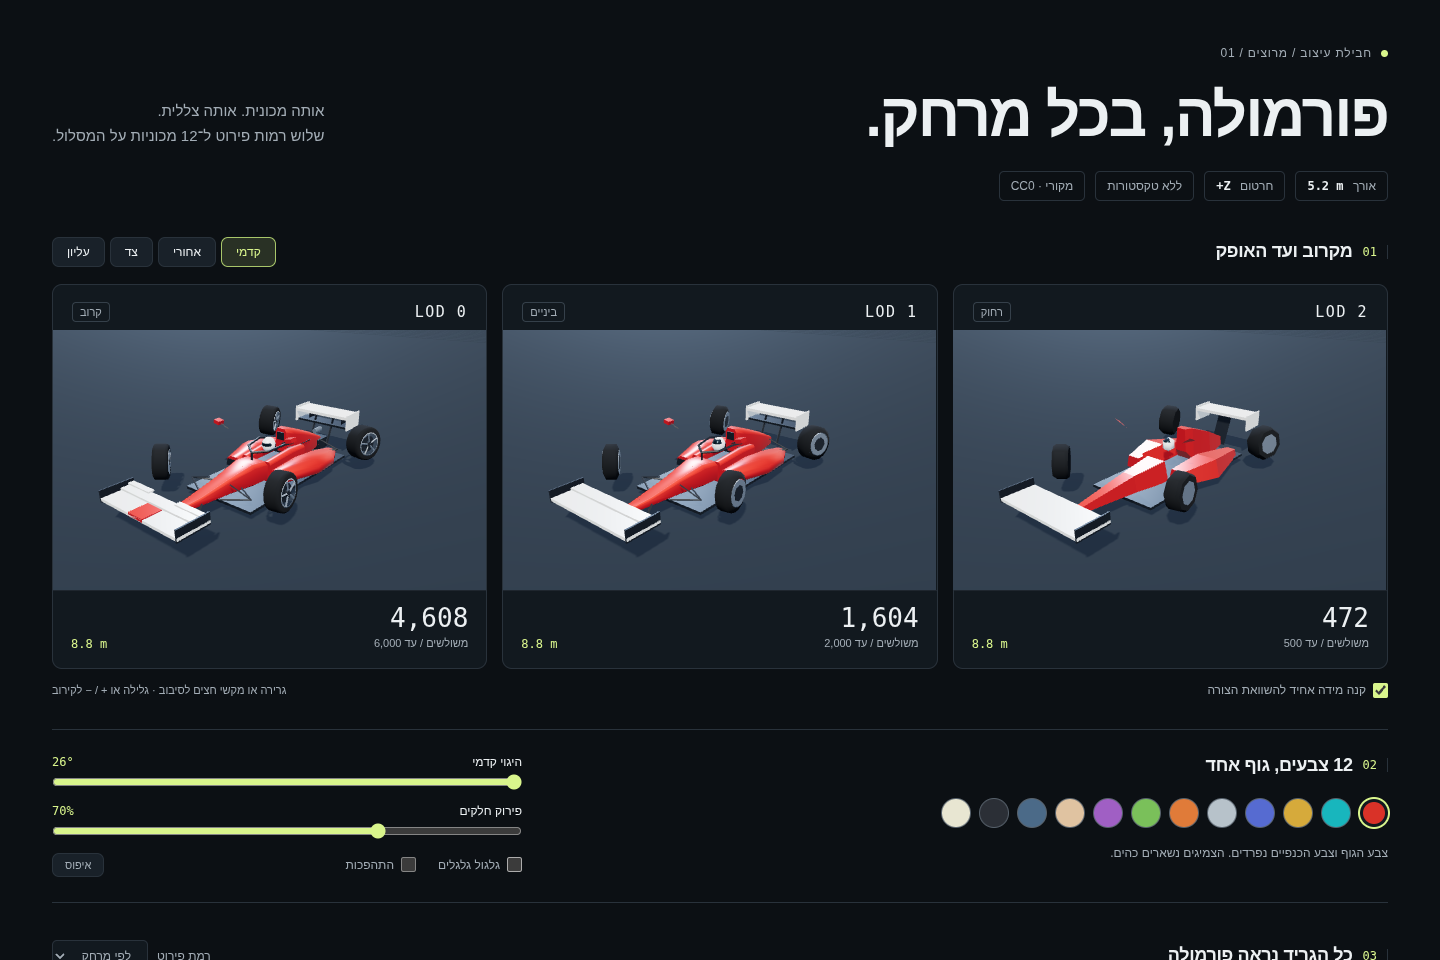 חבילת עיצוב / מרוצים / 01
פורמולה, בכל מרחק.
אותה מכונית. אותה צללית.
שלוש רמות פירוט ל־12 מכוניות על המסלול.
אורך 5.2 m
חרטום +Z
ללא טקסטורות
מקורי · CC0
01 מקרוב ועד האופק
קדמי
אחורי
צד
עליון
LOD 2
רחוק
472
משולשים / עד 500
8.8 m
LOD 1
ביניים
1,604
משולשים / עד 2,000
8.8 m
LOD 0
קרוב
4,608
משולשים / עד 6,000
8.8 m
קנה מידה אחיד להשוואת הצורה
גרירה או מקשי חצים לסיבוב · גלילה או + / − לקירוב
02 12 צבעים, גוף אחד
צבע הגוף וצבע הכנפיים נפרדים. הצמיגים נשארים כהים.
היגוי קדמי 26°
פירוק חלקים 70%
גלגול גלגלים
התהפכות
איפוס
03 כל הגריד נראה פורמולה
רמת פירוט
לפי מרחק